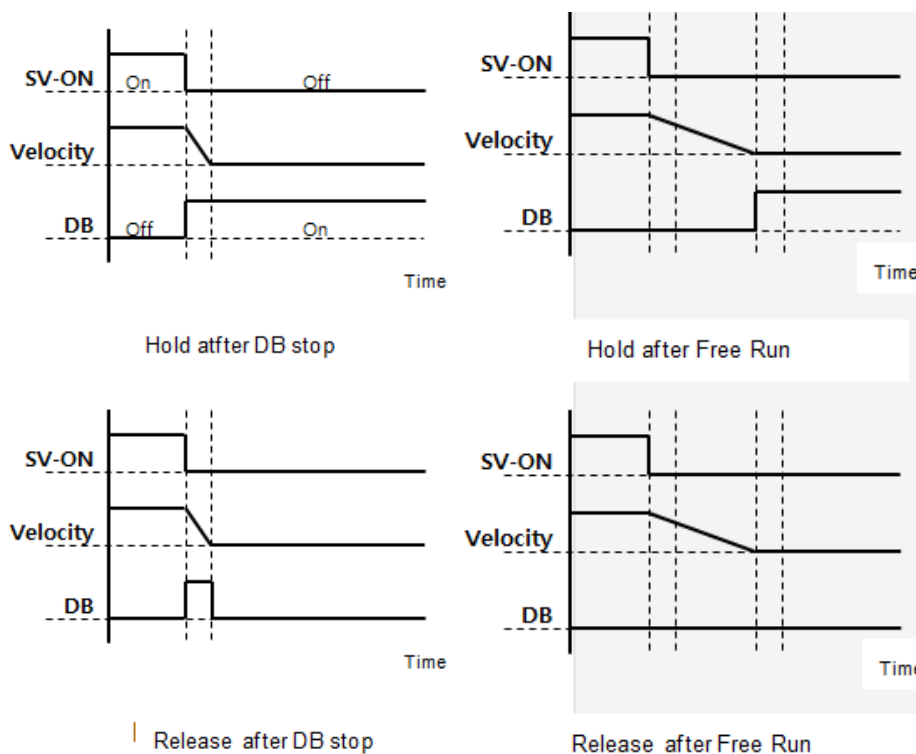 SV-ON
On
Off
Velocity
DB
Off
On
Time
Hold atfter DB stop
SV-ON
Velocity
DB
Time
Hold after Free Run
SV-ON
Velocity
DB
Time
Release after DB stop
SV-ON
Velocity
DB
Time
Release after Free Run